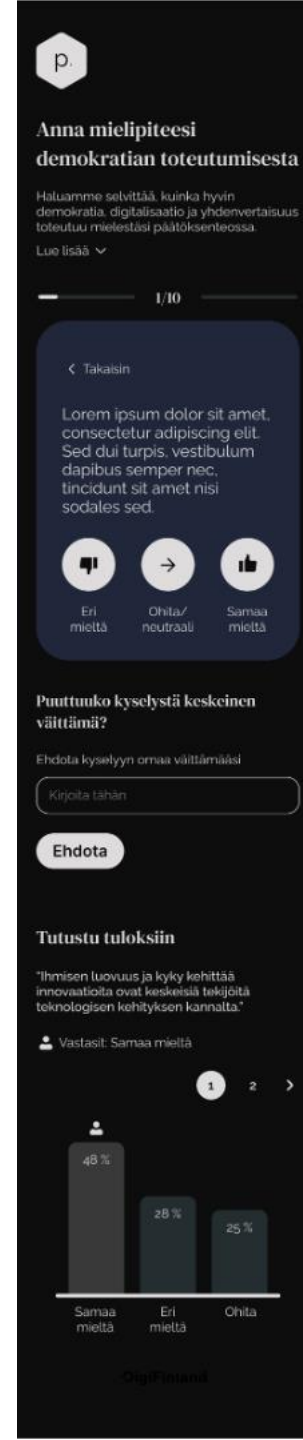 p.
Anna mielipiteesi
demokratian toteutumisesta
Haluamme selvittää, kuinka hyvin
demokratia, digitalisaatio ja yhdenvertaisuus
toteutuu mielestäsi päätöksenteossa.
Lue lisää
1/10
Takaisin
Lorem ipsum dolor sit amet,
consectetur adipiscing elit.
Sed dui turpis, vestibulum
dapibus semper nec,
tincidunt sit amet nisi
sodales sed.
Eri
mieltä
Ohita/
neutraali
Samaa
mieltä
Puuttuuko kyselystä keskeinen
väittämä?
Ehdota kyselyyn omaa väittämääsi
Kirjoita tähän
Ehdota
Tutustu tuloksiin
"Ihmisen luovuus ja kyky kehittää
innovaatioita ovat keskeisiä tekijöitä
teknologisen kehityksen kannalta."
Vastasit: Samaa mieltä
1 2
48 %
28 %
25 %
Samaa
mieltä
Eri
mieltä
Ohita
DigiFinland